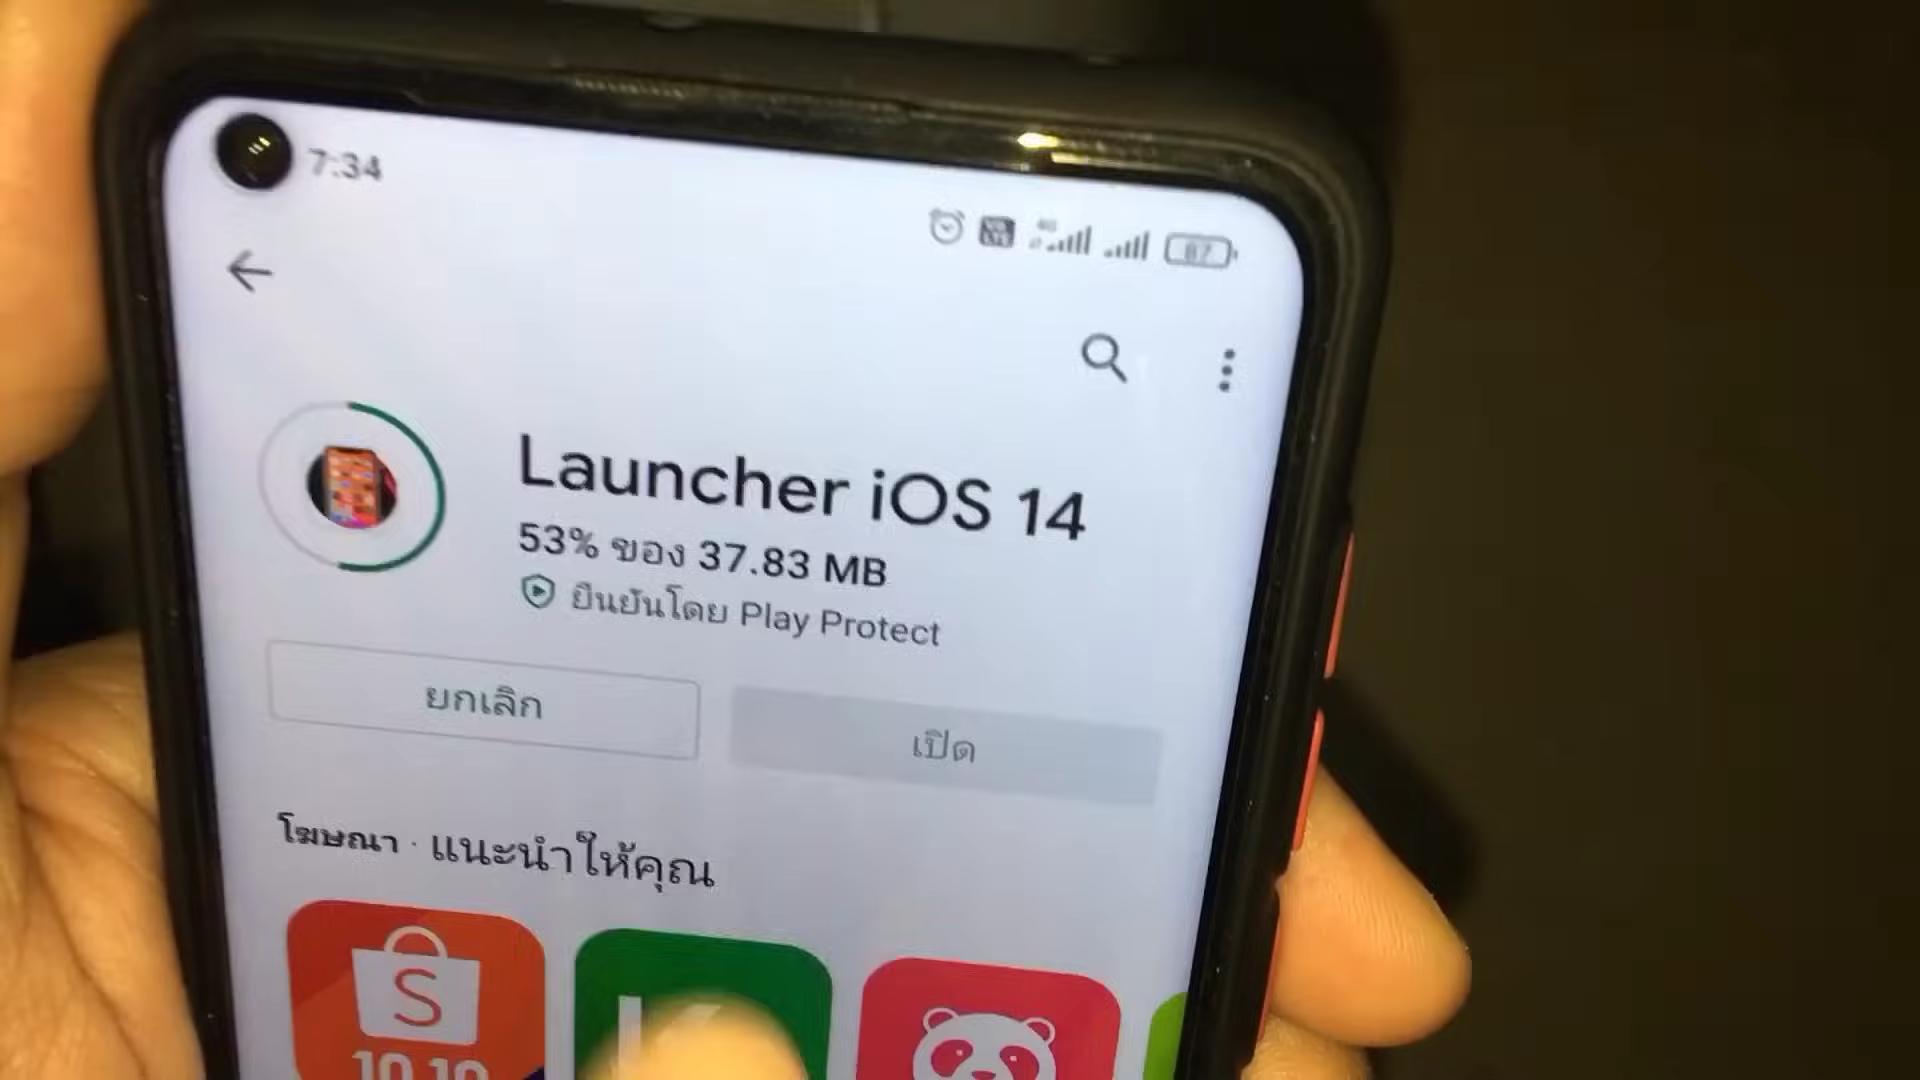 7:34
87
Launcher iOS 14
53% ของ 37.83 MB
ยืนยันโดย Play Protect
ยกเลิก
เปิด
โฆษณา · แนะนำให้คุณ
S
10.10